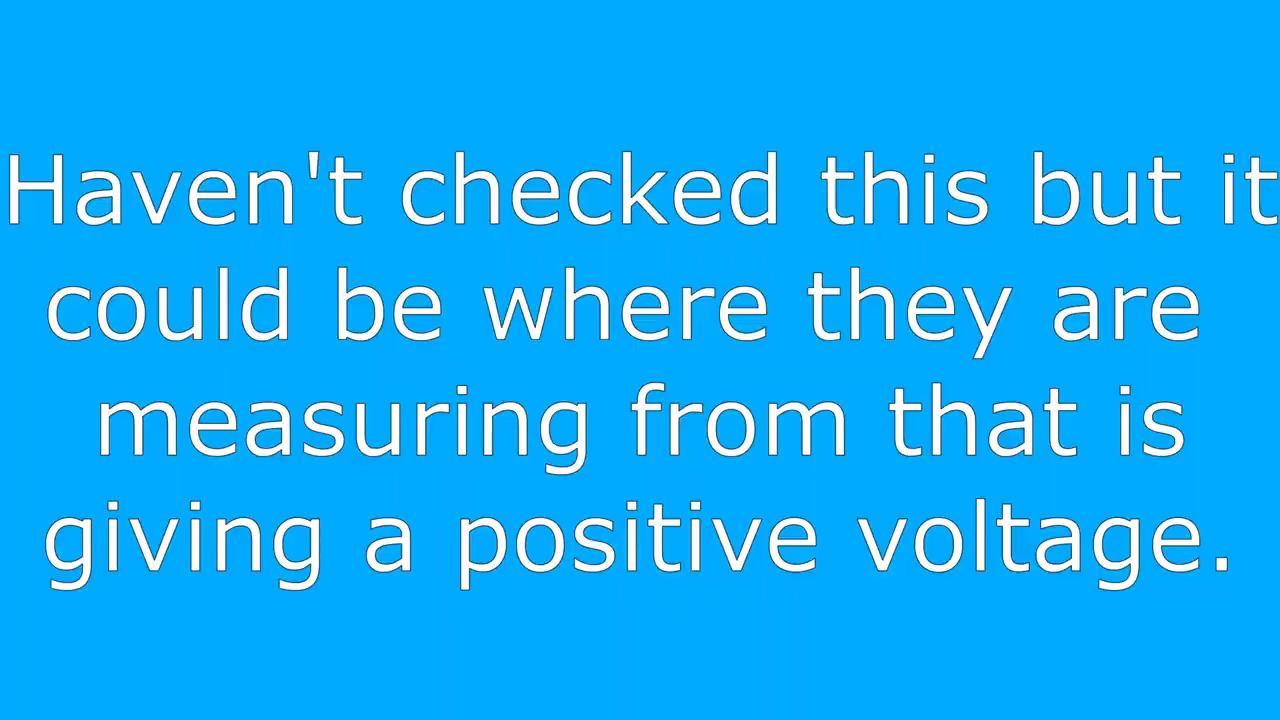 Haven't checked this but it
could be where they are
measuring from that is
giving a positive voltage.